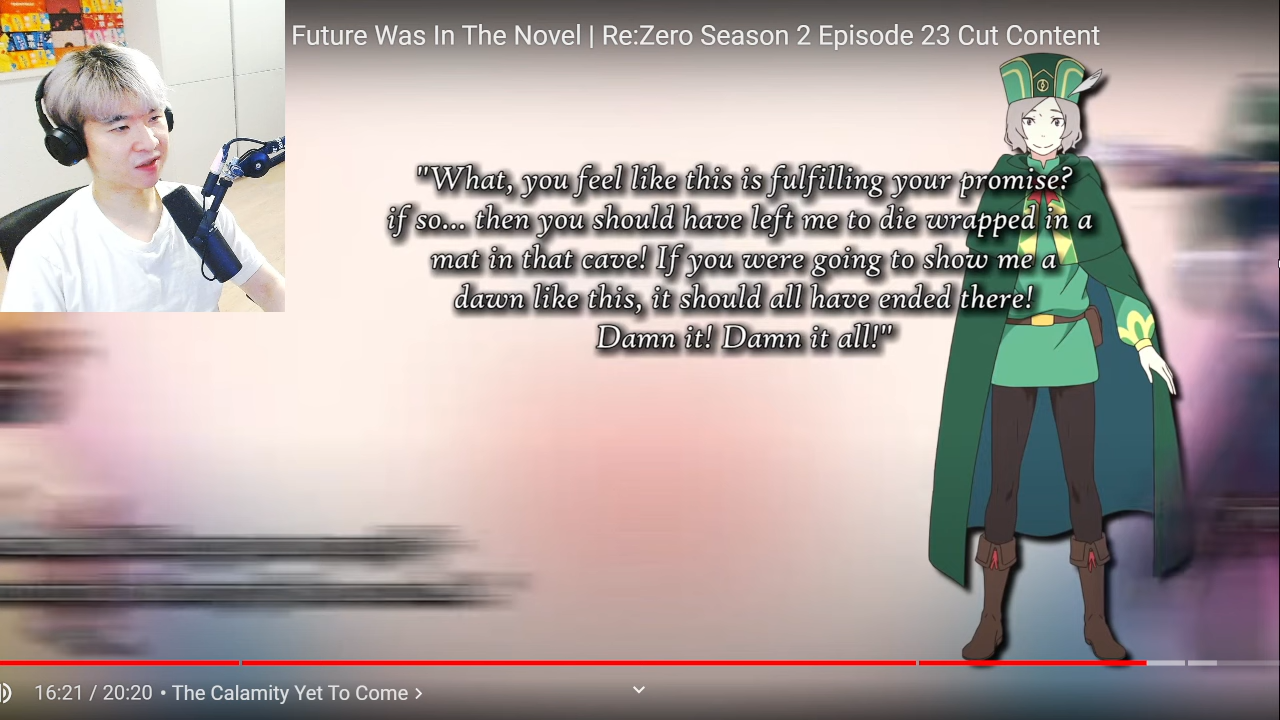 Future Was In The Novel | Re:Zero Season 2 Episode 23 Cut Content
"What, you feel like this is fulfilling your promise?
if so... then you should have left me to die wrapped in a
mat in that cave! If you were going to show me a
dawn like this, it should all have ended there!
Damn it! Damn it all!"
16:21 / 20:20 • The Calamity Yet To Come ›